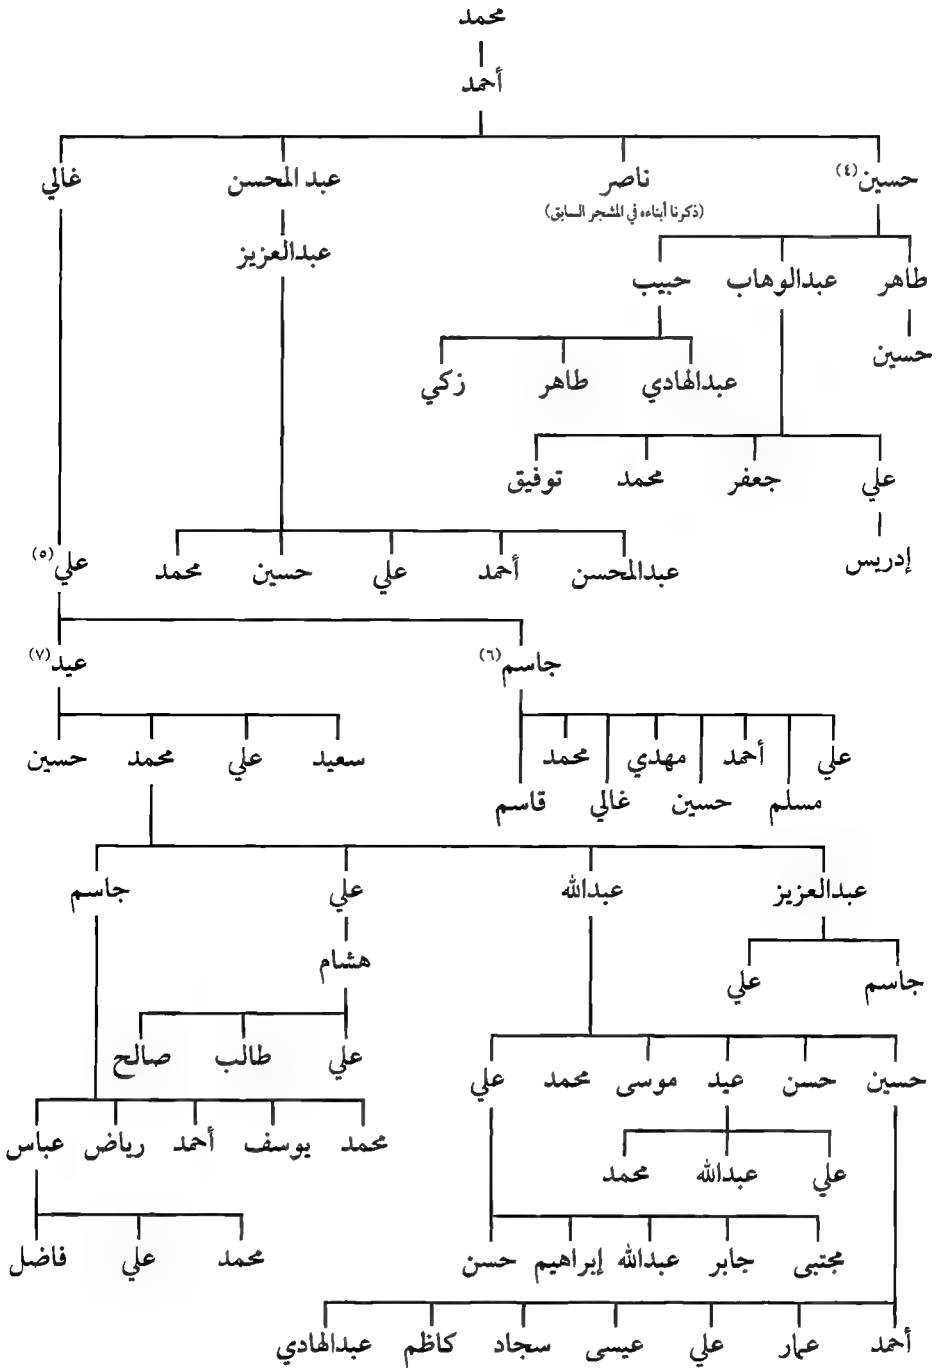 محمد
أحمد
حسين(٤) ناصر عبد المحسن غالي
(ذكرنا أبناءه في المشجر السابق)
عبدالعزيز
طاهر عبدالوهاب حبيب
حسين
عبدالهادي طاهر زكي
علي جعفر محمد توفيق
إدريس
عبدالمحسن أحمد علي حسين محمد علي(٥)
جاسم(٦) عيد(٧)
علي أحمد مهدي محمد سعيد علي محمد حسين
مسلم حسين غالي قاسم
عبدالعزيز عبدالله علي جاسم
هشام
جاسم علي
علي طالب صالح
حسين حسن عيد موسى محمد علي
محمد يوسف أحمد رياض عباس
علي عبدالله محمد
مجتبى جابر عبدالله إبراهيم حسن محمد علي فاضل
أحمد عمار علي عيسى سجاد كاظم عبدالهادي